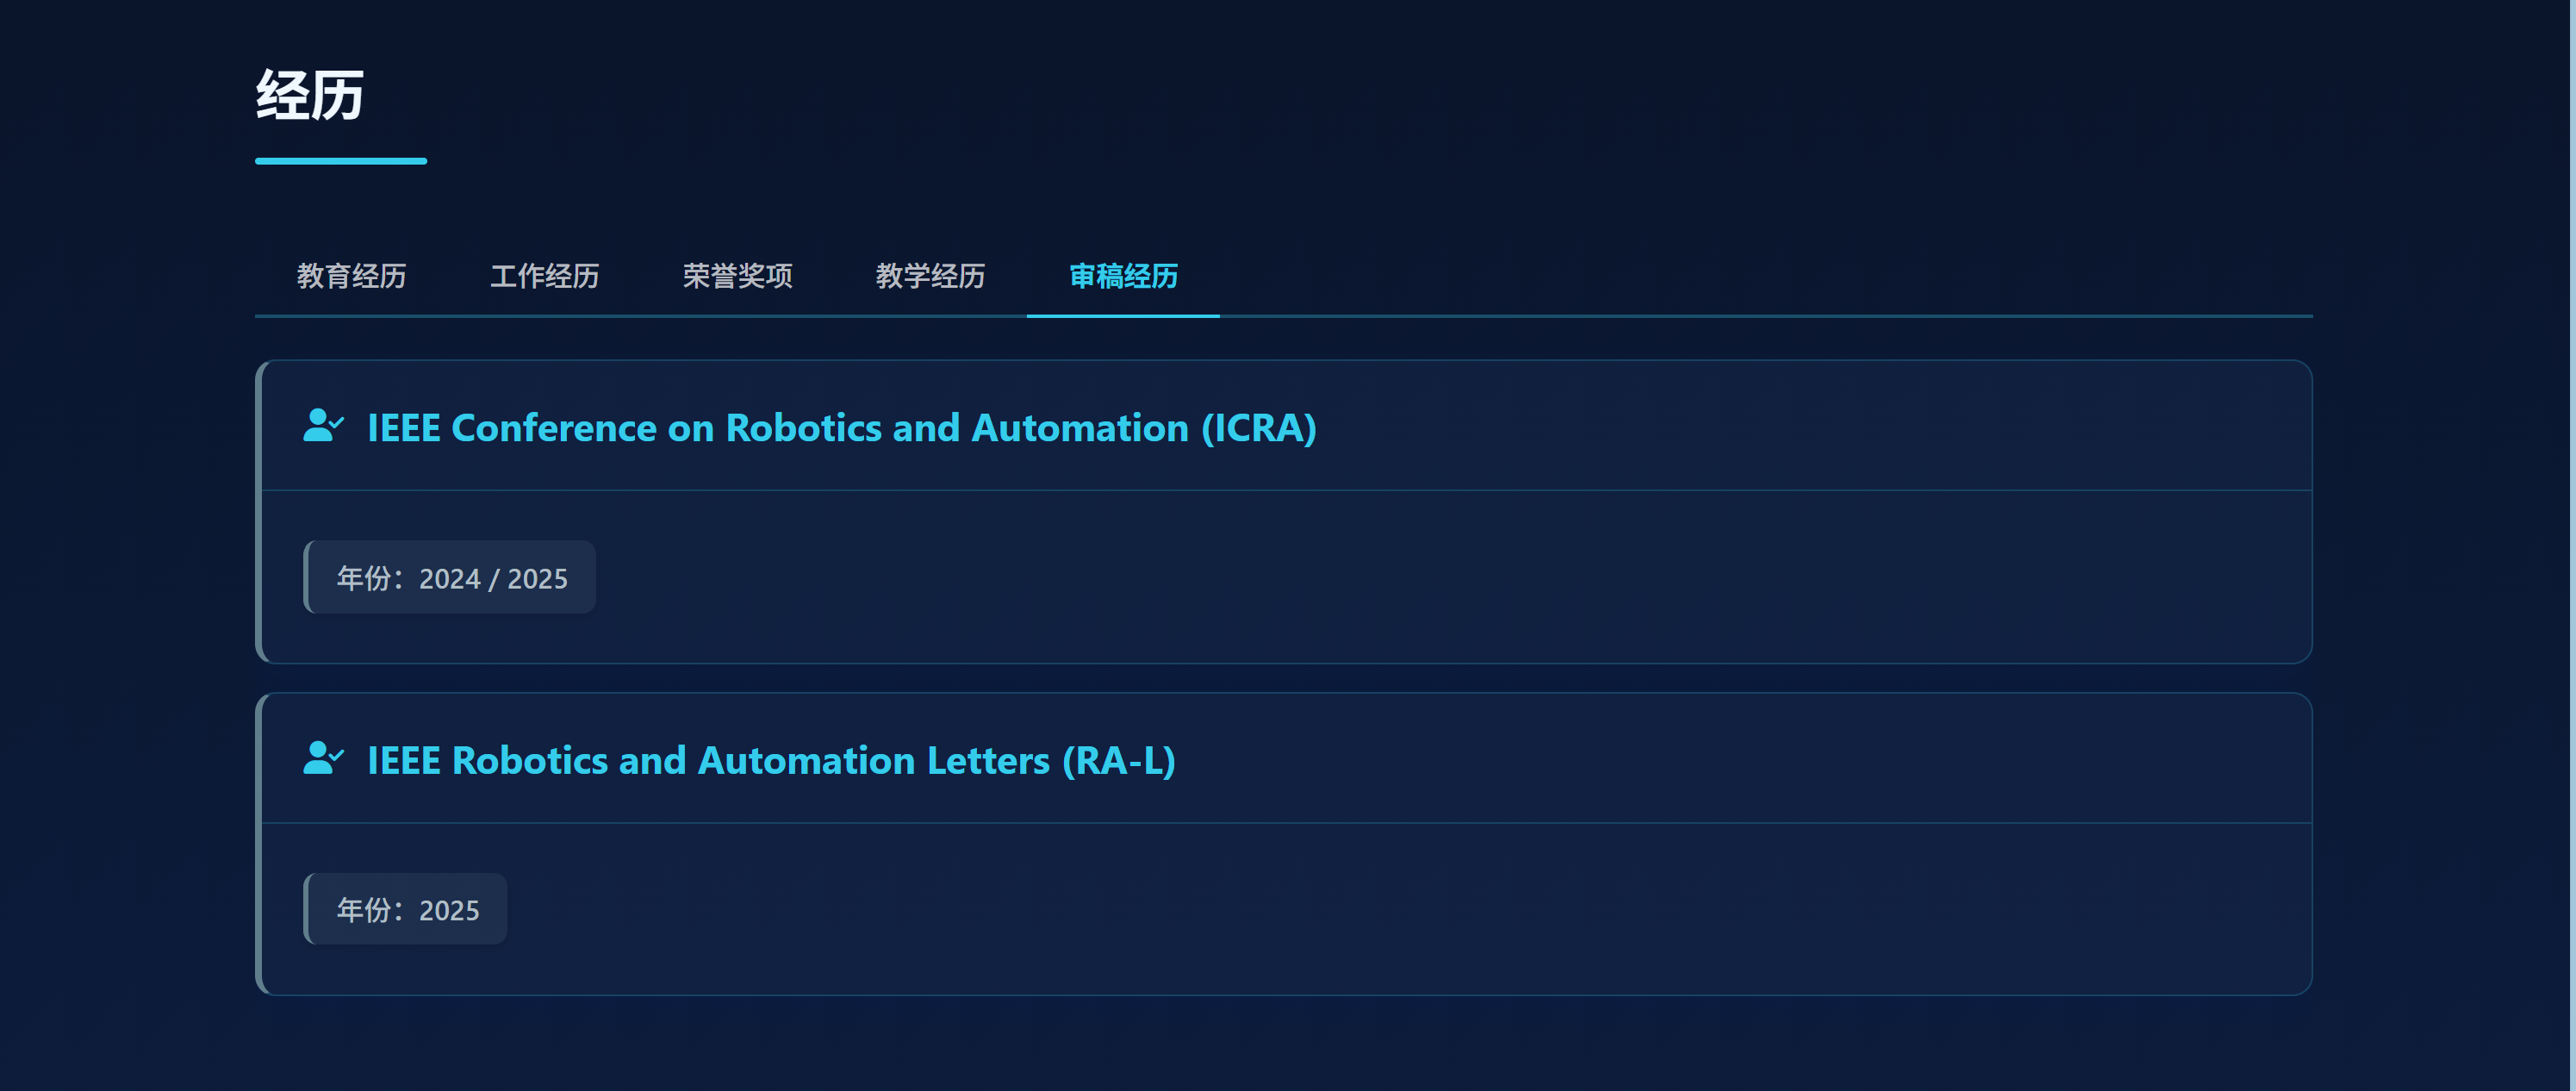 经历
教育经历
工作经历
荣誉奖项
教学经历
审稿经历
IEEE Conference on Robotics and Automation (ICRA)
年份：2024 / 2025
IEEE Robotics and Automation Letters (RA-L)
年份：2025